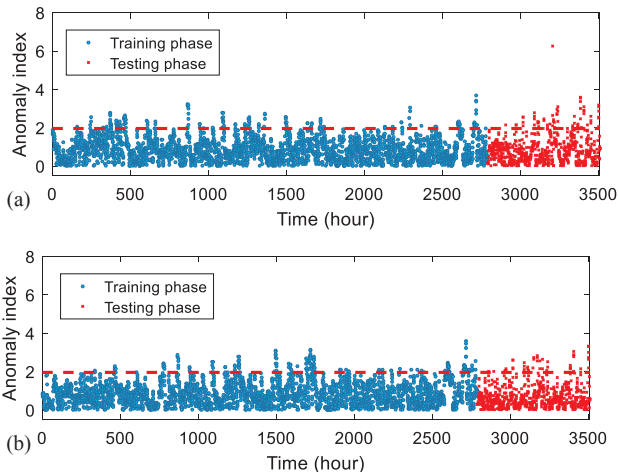 8
Training phase
Testing phase
6
4
2
0
Anomaly index
0 500 1000 1500 2000 2500 3000 3500
Time (hour)
(a)
8
Training phase
Testing phase
6
4
2
0
Anomaly index
0 500 1000 1500 2000 2500 3000 3500
Time (hour)
(b)